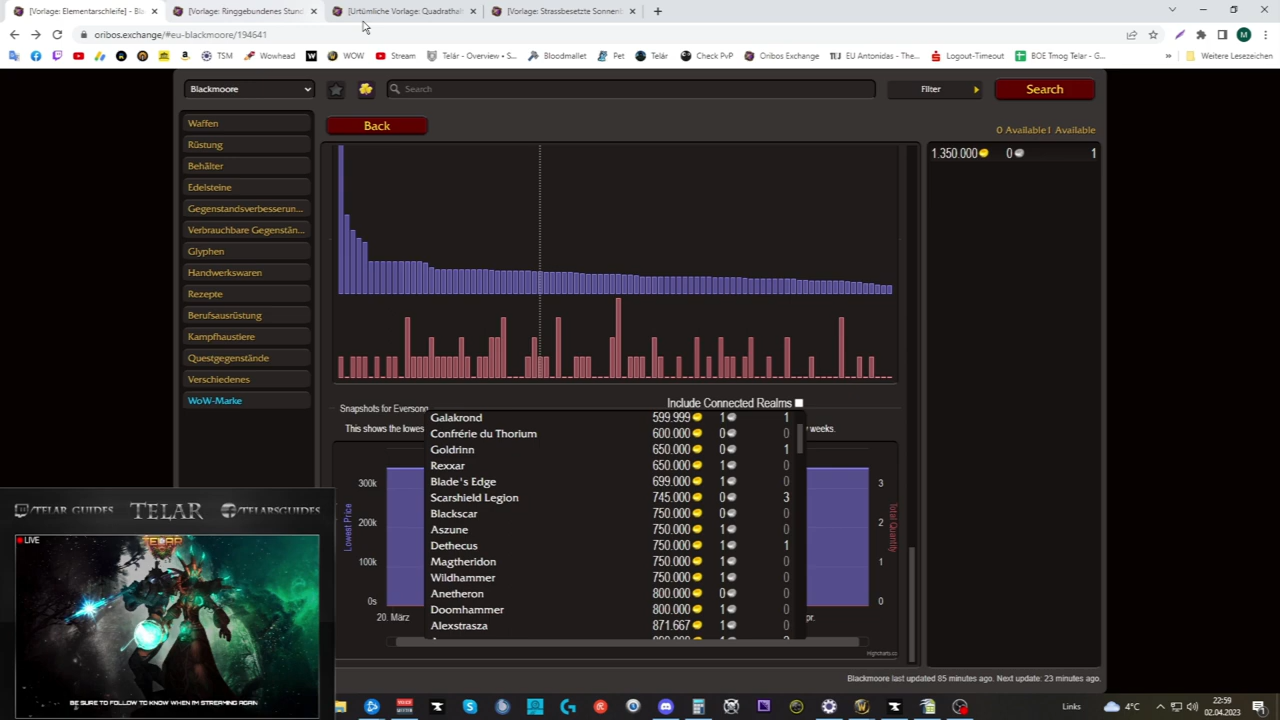 [Vorlage: Elementarschleife] - Bla
[Vorlage: Ringgebundenes Stund
[Urtümliche Vorlage: Quadrathal
[Vorlage: Strassbesetzte Sonnenb
oribos.exchange/#eu-blackmoore/194641
TSM
Wowhead
WOW
Stream
Telár - Overview • S...
Bloodmallet
Pet
Telár
Check PvP
Oribos Exchange
EU Antonidas - The...
Logout-Timeout
BOE Tmog Telar - G...
»
Weitere Lesezeichen
Blackmoore
Search
Filter
Search
Back
0 Available
1 Available
Waffen
Rüstung
Behälter
Edelsteine
Gegenstandsverbesserun...
Verbrauchbare Gegenstän...
Glyphen
Handwerkswaren
Rezepte
Berufsausrüstung
Kampfhaustiere
Questgegenstände
Verschiedenes
WoW-Marke
1.350.000 0 1
Include Connected Realms
Snapshots for Eversong
This shows the lowes
y weeks.
Galakrond 599.999 1 1
Confrérie du Thorium 600.000 0 0
Goldrinn 650.000 0 1
Rexxar 650.000 1 0
Blade's Edge 699.000 1 0
Scarshield Legion 745.000 0 3
Blackscar 750.000 0 0
Aszune 750.000 1 0
Dethecus 750.000 1 1
Magtheridon 750.000 1 0
Wildhammer 750.000 1 0
Anetheron 800.000 0 0
Doomhammer 800.000 1 0
Alexstrasza 871.667 1 0
300k
200k
100k
0s
Lowest Price
20. März
3
2
1
0
Total Quantity
pr.
Highcharts.co
Blackmoore last updated 85 minutes ago. Next update: 23 minutes ago.
/TELAR GUIDES
TELAR
/TELARSGUIDES
LIVE
TELAR
BE SURE TO FOLLOW TO KNOW WHEN I'M STREAMING AGAIN
Links
4°C
22:59
02.04.2023